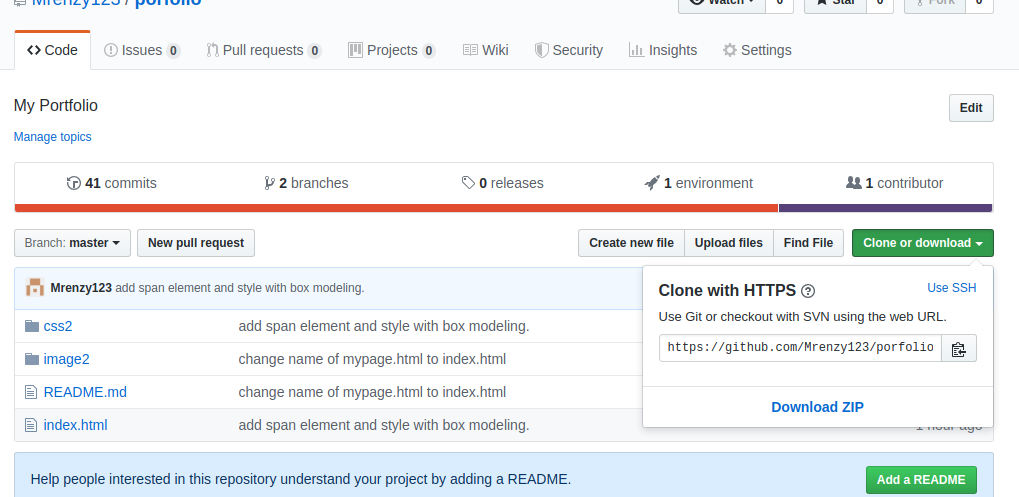 Mrenzy123 / porfolio
Watch 0 Star 0 Fork 0
Code Issues 0 Pull requests 0 Projects 0 Wiki Security Insights Settings
My Portfolio Edit
Manage topics
41 commits 2 branches 0 releases 1 environment 1 contributor
Branch: master New pull request Create new file Upload files Find File Clone or download
Mrenzy123 add span element and style with box modeling.
Clone with HTTPS Use SSH
Use Git or checkout with SVN using the web URL.
https://github.com/Mrenzy123/porfolio
Download ZIP
css2 add span element and style with box modeling.
image2 change name of mypage.html to index.html
README.md change name of mypage.html to index.html
index.html add span element and style with box modeling. 1 hour ago
Help people interested in this repository understand your project by adding a README. Add a README